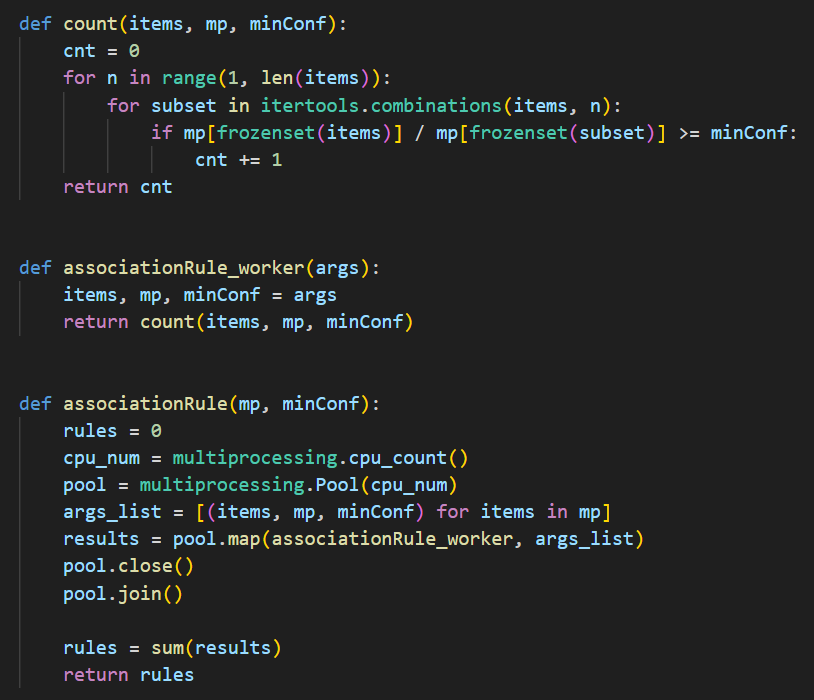 def count(items, mp, minConf):
    cnt = 0
    for n in range(1, len(items)):
        for subset in itertools.combinations(items, n):
            if mp[frozenset(items)] / mp[frozenset(subset)] >= minConf:
                cnt += 1
    return cnt

def associationRule_worker(args):
    items, mp, minConf = args
    return count(items, mp, minConf)

def associationRule(mp, minConf):
    rules = 0
    cpu_num = multiprocessing.cpu_count()
    pool = multiprocessing.Pool(cpu_num)
    args_list = [(items, mp, minConf) for items in mp]
    results = pool.map(associationRule_worker, args_list)
    pool.close()
    pool.join()

    rules = sum(results)
    return rules